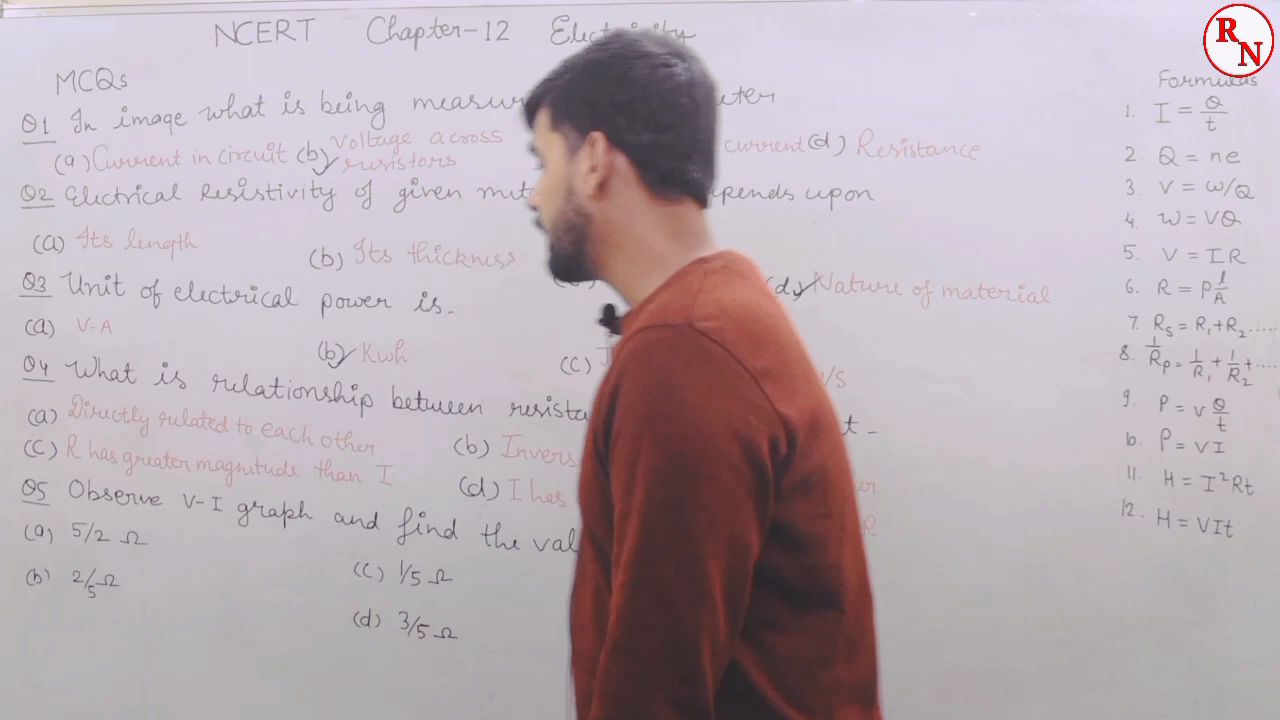 R N
NCERT Chapter-12 Electricity
MCQs
Q1 In image what is being
(a) Current in circuit (b) Voltage across resistors current (d) Resistance
Q2 Electrical Resistivity of given upon
(a) Its length (b) Its thickness (d) Nature of material
Q3 Unit of electrical power is-
(a) V-A (b) Kwh (c) /S
Q4 What is relationship between
(a) Directly related to each other (b)
(c) R has greater magnitude than I (d) I has R
Q5 Observe V-I graph and find the
(a) 5/2 Ω
(b) 2/5 Ω
(c) 1/5 Ω
(d) 3/5 Ω
Formulas
1. I = Q/t
2. Q = ne
3. V = W/Q
4. W = VQ
5. V = IR
6. R = ρ l/A
7. Rs = R1+R2.....
8. 1/Rp = 1/R1 + 1/R2 +....
9. P = V Q/t
10. P = VI
11. H = I²Rt
12. H = VIt